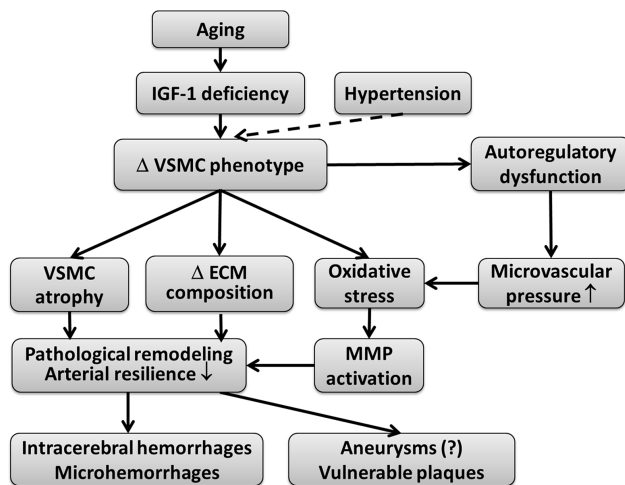 Aging
IGF-1 deficiency
Hypertension
Δ VSMC phenotype
Autoregulatory
dysfunction
VSMC
atrophy
Δ ECM
composition
Oxidative
stress
Microvascular
pressure ↑
Pathological remodeling
Arterial resilience ↓
MMP
activation
Intracerebral hemorrhages
Microhemorrhages
Aneurysms (?)
Vulnerable plaques